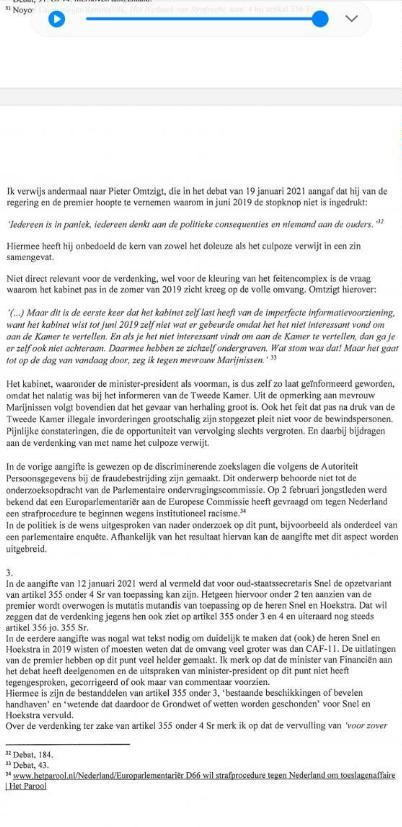 ³¹ Noyo
Ik verwijs andermaal naar Pieter Omtzigt, die in het debat van 19 januari 2021 aangaf dat hij van de
regering en de premier hoopte te vernemen waarom in juni 2019 de stopknop niet is ingedrukt:
'Iedereen is in paniek, iedereen denkt aan de politieke consequenties en niemand aan de ouders. '³²
Hiermee heeft hij onbedoeld de kern van zowel het doleuze als het culpoze verwijt in een zin
samengevat.
Niet direct relevant voor de verdenking, wel voor de kleuring van het feitencomplex is de vraag
waarom het kabinet pas in de zomer van 2019 zicht kreeg op de volle omvang. Omtzigt hierover:
'(...) Maar dit is de eerste keer dat het kabinet zelf last heeft van de imperfecte informatievoorziening,
want het kabinet wist tot juni 2019 zelf niet wat er gebeurde omdat het het niet interessant vond om
aan de Kamer te vertellen. En als je het niet interessant vindt om aan de Kamer te vertellen, dan ga je
er zelf ook niet achteraan. Daarmee hebben ze zichzelf ondergraven. Wat stom was dat! Maar het gaat
tot op de dag van vandaag door, zeg ik tegen mevrouw Marijnissen. ' ³³
Het kabinet, waaronder de minister-president als voorman, is dus zelf zo laat geïnformeerd geworden,
omdat het nalatig was bij het informeren van de Tweede Kamer. Uit de opmerking aan mevrouw
Marijnissen volgt bovendien dat het gevaar van herhaling groot is. Ook het feit dat pas na druk van de
Tweede Kamer illegale invorderingen grootschalig zijn stopgezet pleit niet voor de bewindspersonen.
Pijnlijke constateringen, die de opportuniteit van vervolging slechts vergroten. En daarbij bijdragen
aan de verdenking van met name het culpoze verwijt.
In de vorige aangifte is gewezen op de discriminerende zoekslagen die volgens de Autoriteit
Persoonsgegevens bij de fraudebestrijding zijn gemaakt. Dit onderwerp behoorde niet tot de
onderzoeksopdracht van de Parlementaire ondervragingscommissie. Op 2 februari jongstleden werd
bekend dat een Europarlementariër aan de Europese Commissie heeft gevraagd om tegen Nederland
een strafprocedure te beginnen wegens institutioneel racisme.³⁴
In de politiek is de wens uitgesproken van nader onderzoek op dit punt, bijvoorbeeld als onderdeel van
een parlementaire enquête. Afhankelijk van het resultaat hiervan kan de aangifte met dit aspect worden
uitgebreid.
3.
In de aangifte van 12 januari 2021 werd al vermeld dat voor oud-staatssecretaris Snel de opzetvariant
van artikel 355 onder 4 Sr van toepassing kan zijn. Hetgeen hiervoor onder 2 ten aanzien van de
premier wordt overwogen is mutatis mutandis van toepassing op de heren Snel en Hoekstra. Dat wil
zeggen dat de verdenking jegens hen ook ziet op artikel 355 onder 3 en 4 en uiteraard nog steeds
artikel 356 jo. 355 Sr.
In de eerdere aangifte was nogal wat tekst nodig om duidelijk te maken dat (ook) de heren Snel en
Hoekstra in 2019 wisten of moesten weten dat de omvang veel groter was dan CAF-11. De uitlatingen
van de premier hebben op dit punt veel helder gemaakt. Ik merk op dat de minister van Financiën aan
het debat heeft deelgenomen en de uitspraken van minister-president op dit punt niet heeft
tegengesproken, gecorrigeerd of ook maar van commentaar voorzien.
Hiermee is zijn de bestanddelen van artikel 355 onder 3, 'bestaande beschikkingen of bevelen
handhaven' en 'wetende dat daardoor de Grondwet of wetten worden geschonden' voor Snel en
Hoekstra vervuld.
Over de verdenking ter zake van artikel 355 onder 4 Sr merk ik op dat de vervulling van 'voor zover
³² Debat, 184.
³³ Debat, 43.
³⁴ www.hetparool.nl/Nederland/Europarlementariër D66 wil strafprocedure tegen Nederland om toeslagenaffaire
| Het Parool